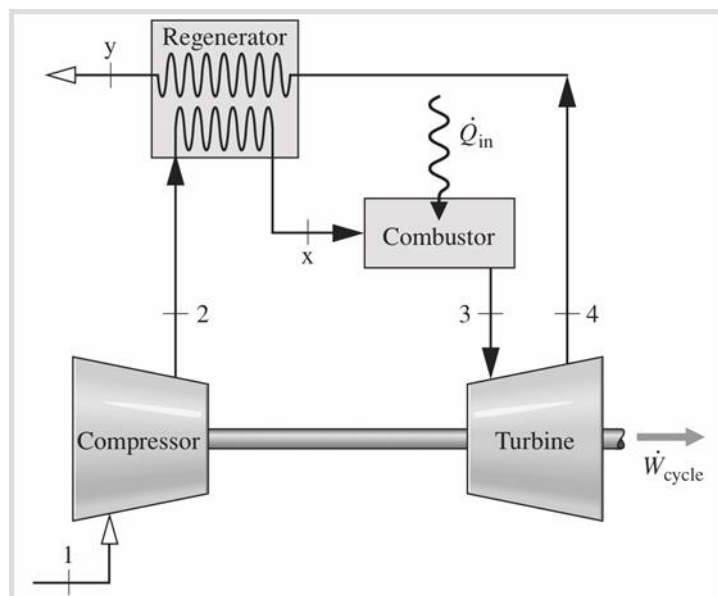 y
Regenerator
Q̇in
x
Combustor
2
3
4
Compressor
Turbine
Ẇcycle
1